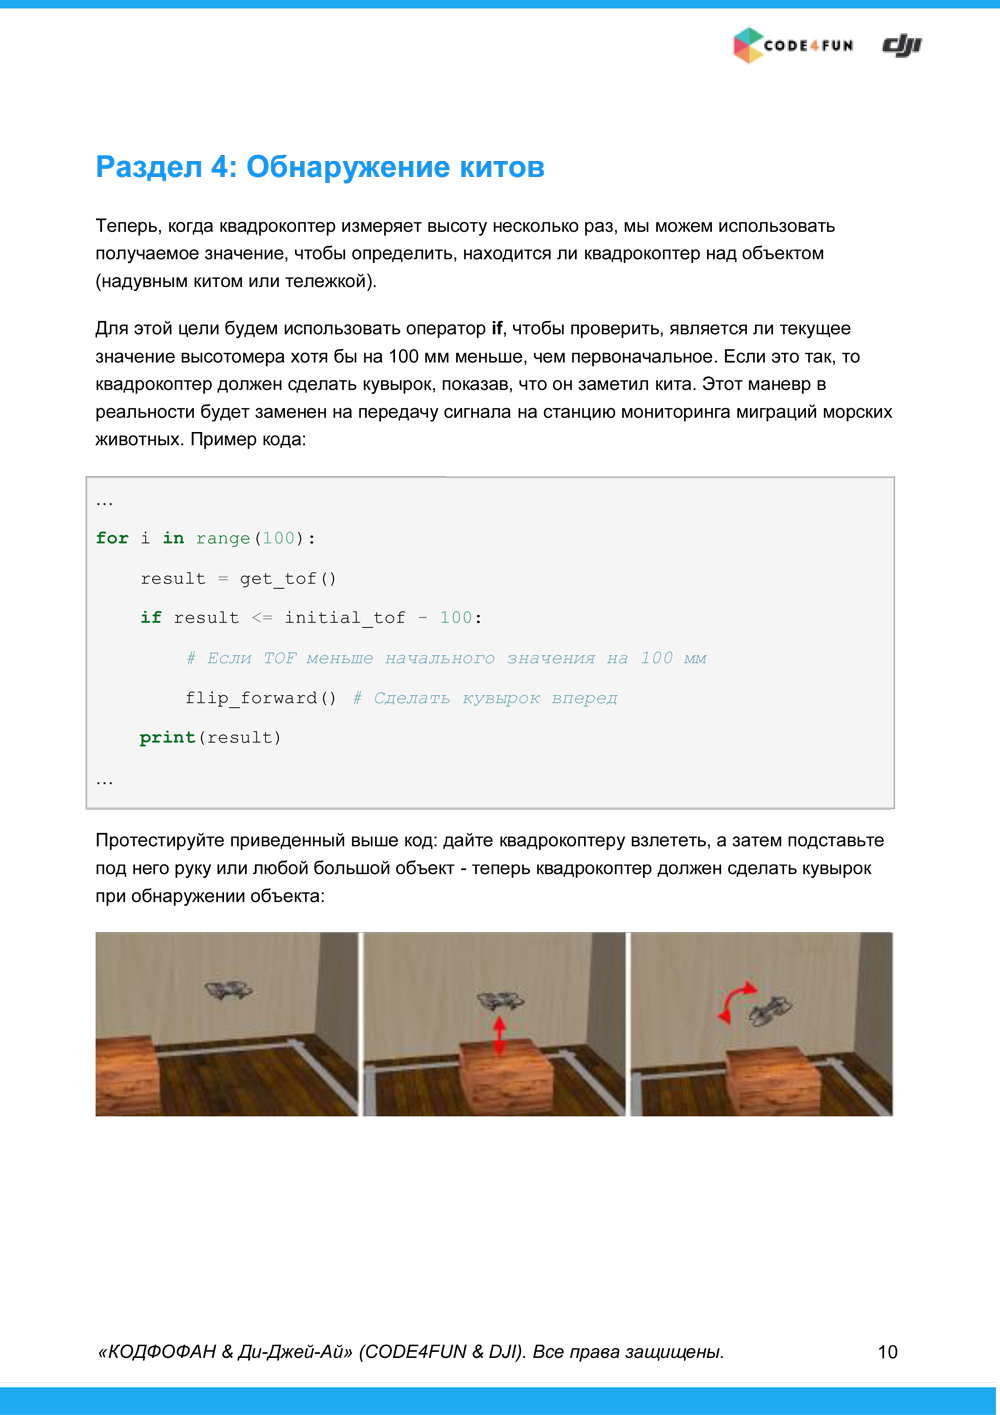 CODE4FUN dji
Раздел 4: Обнаружение китов
Теперь, когда квадрокоптер измеряет высоту несколько раз, мы можем использовать
получаемое значение, чтобы определить, находится ли квадрокоптер над объектом
(надувным китом или тележкой).
Для этой цели будем использовать оператор if, чтобы проверить, является ли текущее
значение высотомера хотя бы на 100 мм меньше, чем первоначальное. Если это так, то
квадрокоптер должен сделать кувырок, показав, что он заметил кита. Этот маневр в
реальности будет заменен на передачу сигнала на станцию мониторинга миграций морских
животных. Пример кода:
…
for i in range(100):
    result = get_tof()
    if result <= initial_tof - 100:
        # Если TOF меньше начального значения на 100 мм
        flip_forward() # Сделать кувырок вперед
    print(result)
…
Протестируйте приведенный выше код: дайте квадрокоптеру взлететь, а затем подставьте
под него руку или любой большой объект - теперь квадрокоптер должен сделать кувырок
при обнаружении объекта:
«КОДФОФАН & Ди-Джей-Ай» (CODE4FUN & DJI). Все права защищены. 10